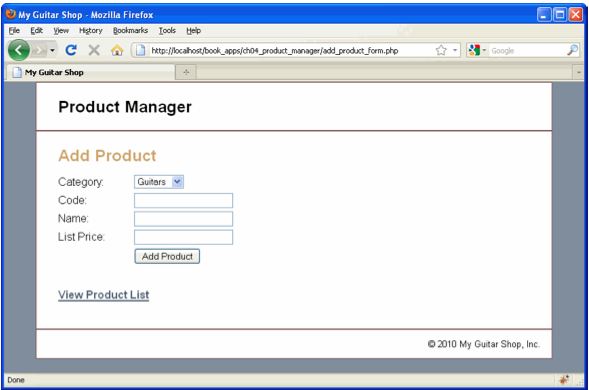 My Guitar Shop - Mozilla Firefox
File Edit View History Bookmarks Tools Help
http://localhost/book_apps/ch04_product_manager/add_product_form.php
Google
My Guitar Shop
Product Manager
Add Product
Category: Guitars
Code:
Name:
List Price:
Add Product
View Product List
© 2010 My Guitar Shop, Inc.
Done